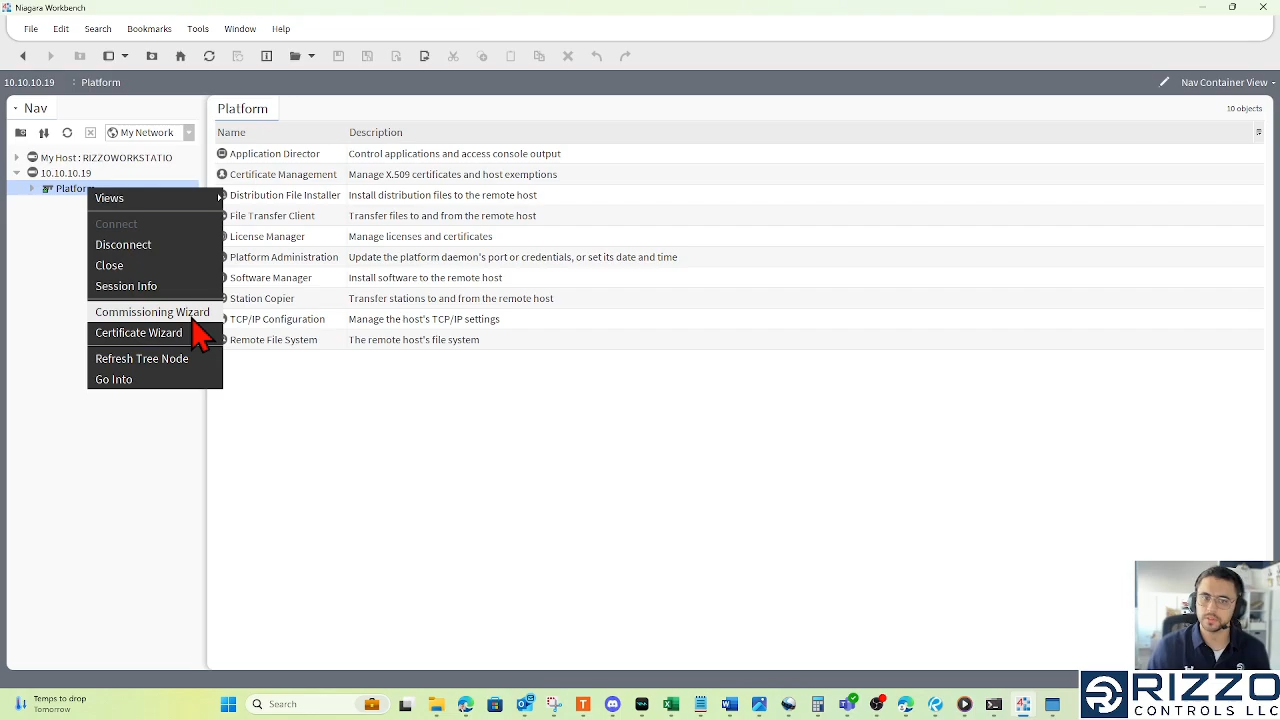 Niagara Workbench
File Edit Search Bookmarks Tools Window Help
10.10.10.19 : Platform Nav Container View
Nav
My Network
My Host : RIZZOWORKSTATIO
10.10.10.19
Platform
Views
Connect
Disconnect
Close
Session Info
Commissioning Wizard
Certificate Wizard
Refresh Tree Node
Go Into
Platform 10 objects
Name Description
Application Director Control applications and access console output
Certificate Management Manage X.509 certificates and host exemptions
Distribution File Installer Install distribution files to the remote host
File Transfer Client Transfer files to and from the remote host
License Manager Manage licenses and certificates
Platform Administration Update the platform daemon's port or credentials, or set its date and time
Software Manager Install software to the remote host
Station Copier Transfer stations to and from the remote host
TCP/IP Configuration Manage the host's TCP/IP settings
Remote File System The remote host's file system
RIZZO
CONTROLS LLC
Temps to drop
Tomorrow
Search